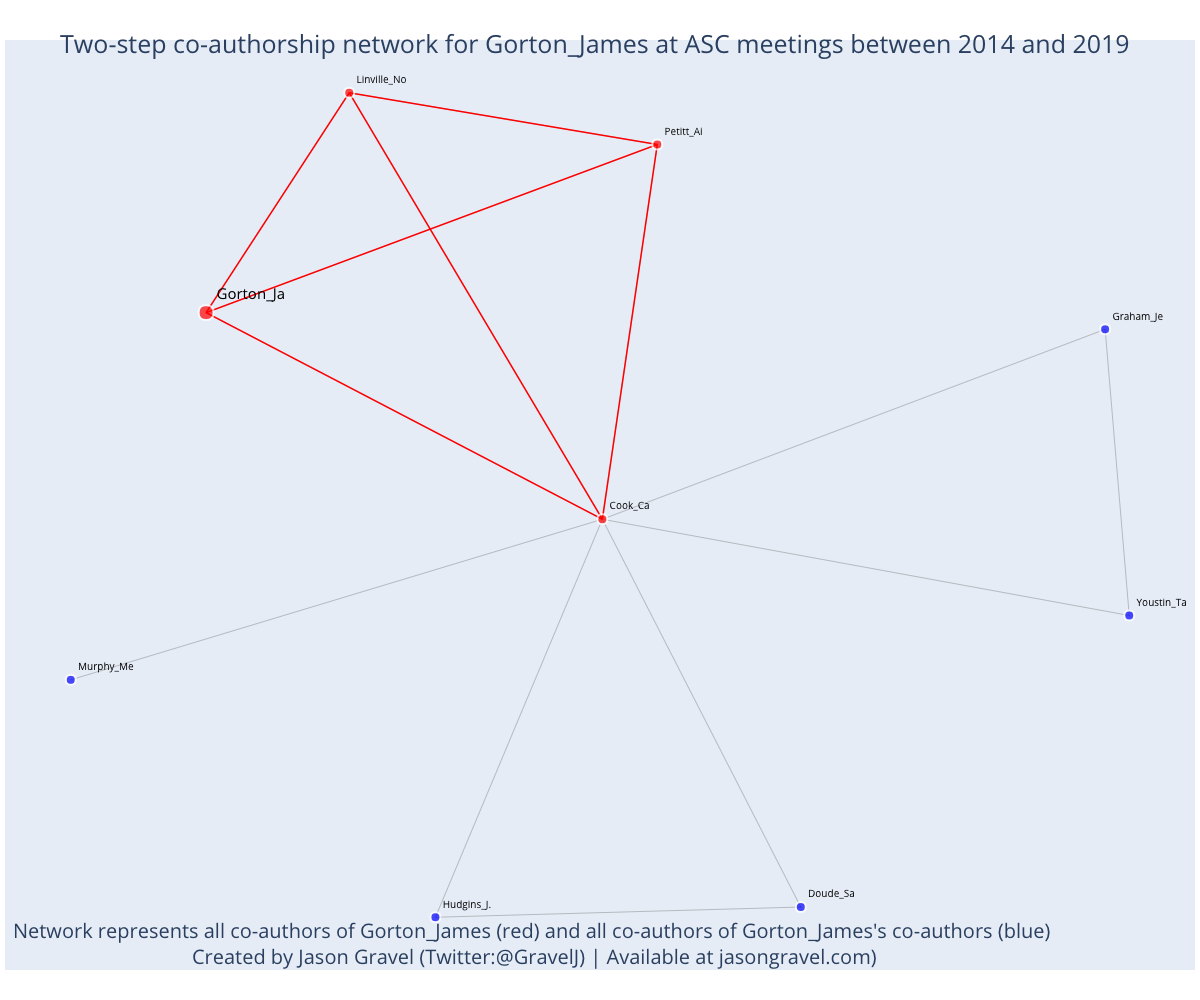 Two-step co-authorship network for Gorton_James at ASC meetings between 2014 and 2019
Linville_No
Petitt_Ai
Gorton_Ja
Graham_Je
Cook_Ca
Youstin_Ta
Murphy_Me
Doude_Sa
Hudgins_J.
Network represents all co-authors of Gorton_James (red) and all co-authors of Gorton_James's co-authors (blue)
Created by Jason Gravel (Twitter:@GravelJ) | Available at jasongravel.com)